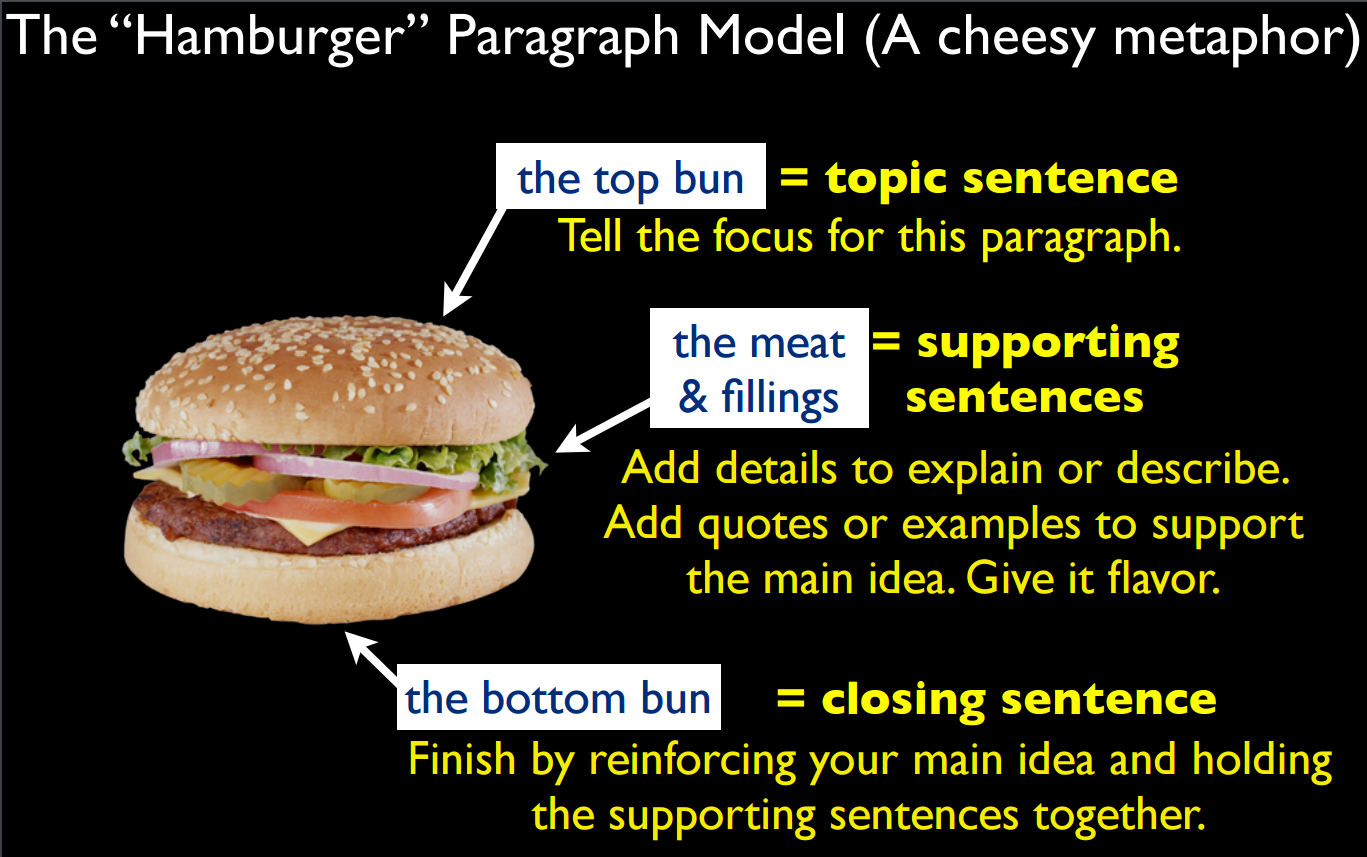 The “Hamburger” Paragraph Model (A cheesy metaphor)
the top bun = topic sentence
Tell the focus for this paragraph.
the meat = supporting
& fillings sentences
Add details to explain or describe.
Add quotes or examples to support
the main idea. Give it flavor.
the bottom bun = closing sentence
Finish by reinforcing your main idea and holding
the supporting sentences together.